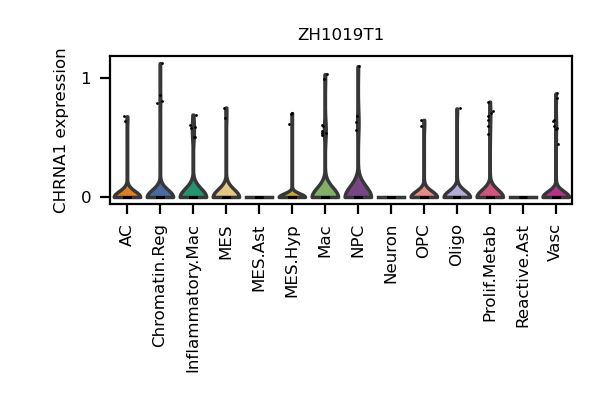 ZH1019T1
CHRNA1 expression
1
0
AC
Chromatin.Reg
Inflammatory.Mac
MES
MES.Ast
MES.Hyp
Mac
NPC
Neuron
OPC
Oligo
Prolif.Metab
Reactive.Ast
Vasc